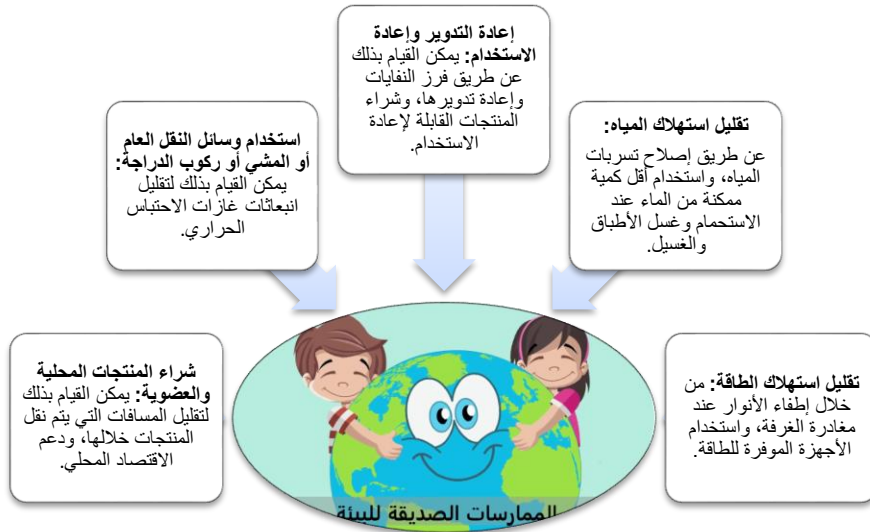 إعادة التدوير وإعادة
الاستخدام: يمكن القيام بذلك
عن طريق فرز النفايات
وإعادة تدويرها، وشراء
المنتجات القابلة لإعادة
الاستخدام.
تقليل استهلاك المياه:
عن طريق إصلاح تسربات
المياه، واستخدام أقل كمية
ممكنة من الماء عند
الاستحمام وغسل الأطباق
والغسيل.
استخدام وسائل النقل العام
أو المشي أو ركوب الدراجة:
يمكن القيام بذلك لتقليل
انبعاثات غازات الاحتباس
الحراري.
تقليل استهلاك الطاقة: من
خلال إطفاء الأنوار عند
مغادرة الغرفة، واستخدام
الأجهزة الموفرة للطاقة.
شراء المنتجات المحلية
والعضوية: يمكن القيام بذلك
لتقليل المسافات التي يتم نقل
المنتجات خلالها، ودعم
الاقتصاد المحلي.
الممارسات الصديقة للبيئة